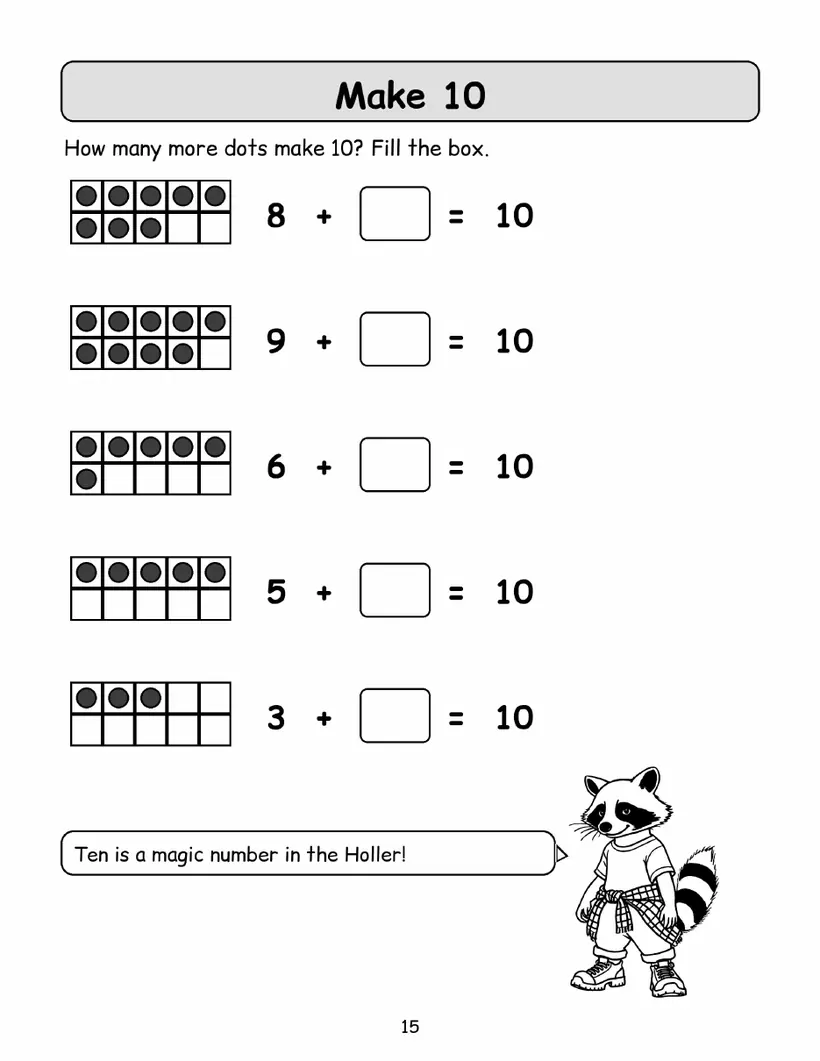 Make 10
How many more dots make 10? Fill the box.
8 + = 10
9 + = 10
6 + = 10
5 + = 10
3 + = 10
Ten is a magic number in the Holler!
15